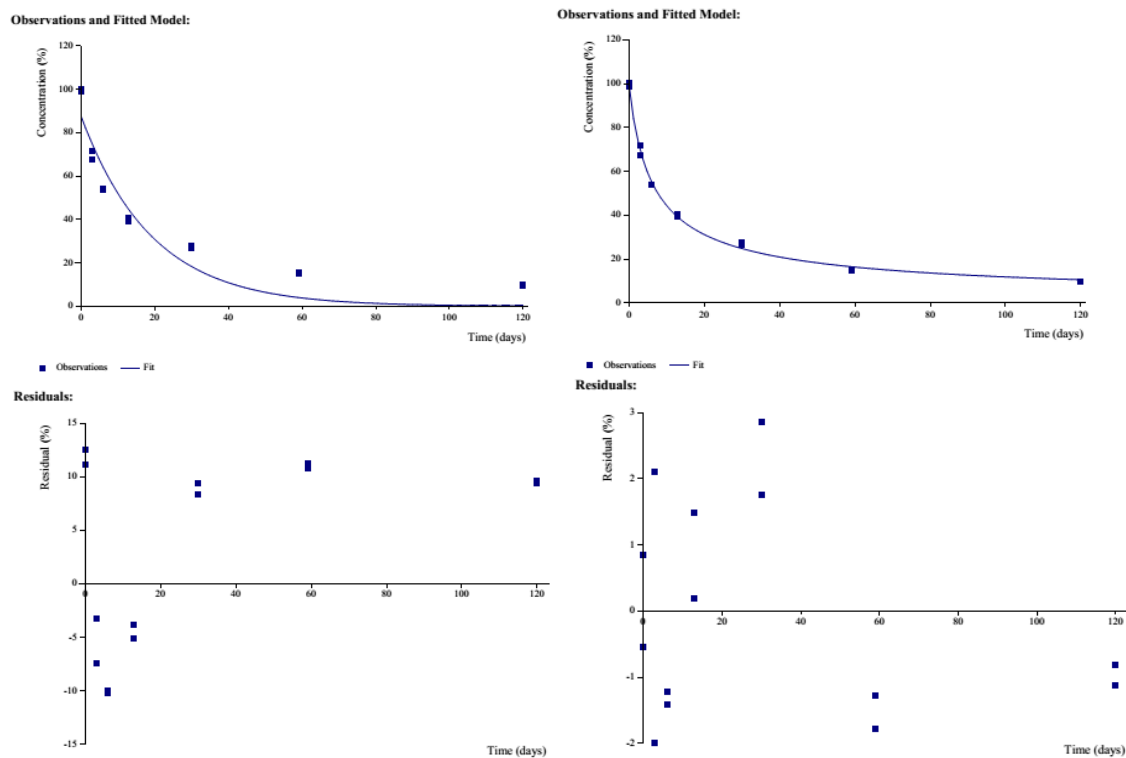 Observations and Fitted Model:
Concentration (%)
120
100
80
60
40
20
0
0 20 40 60 80 100 120
Time (days)
Observations Fit
Residuals:
Residual (%)
15
10
5
0
-5
-10
-15
0 20 40 60 80 100 120
Time (days)
Observations and Fitted Model:
Concentration (%)
120
100
80
60
40
20
0
0 20 40 60 80 100 120
Time (days)
Observations Fit
Residuals:
Residual (%)
3
2
1
0
-1
-2
0 20 40 60 80 100 120
Time (days)